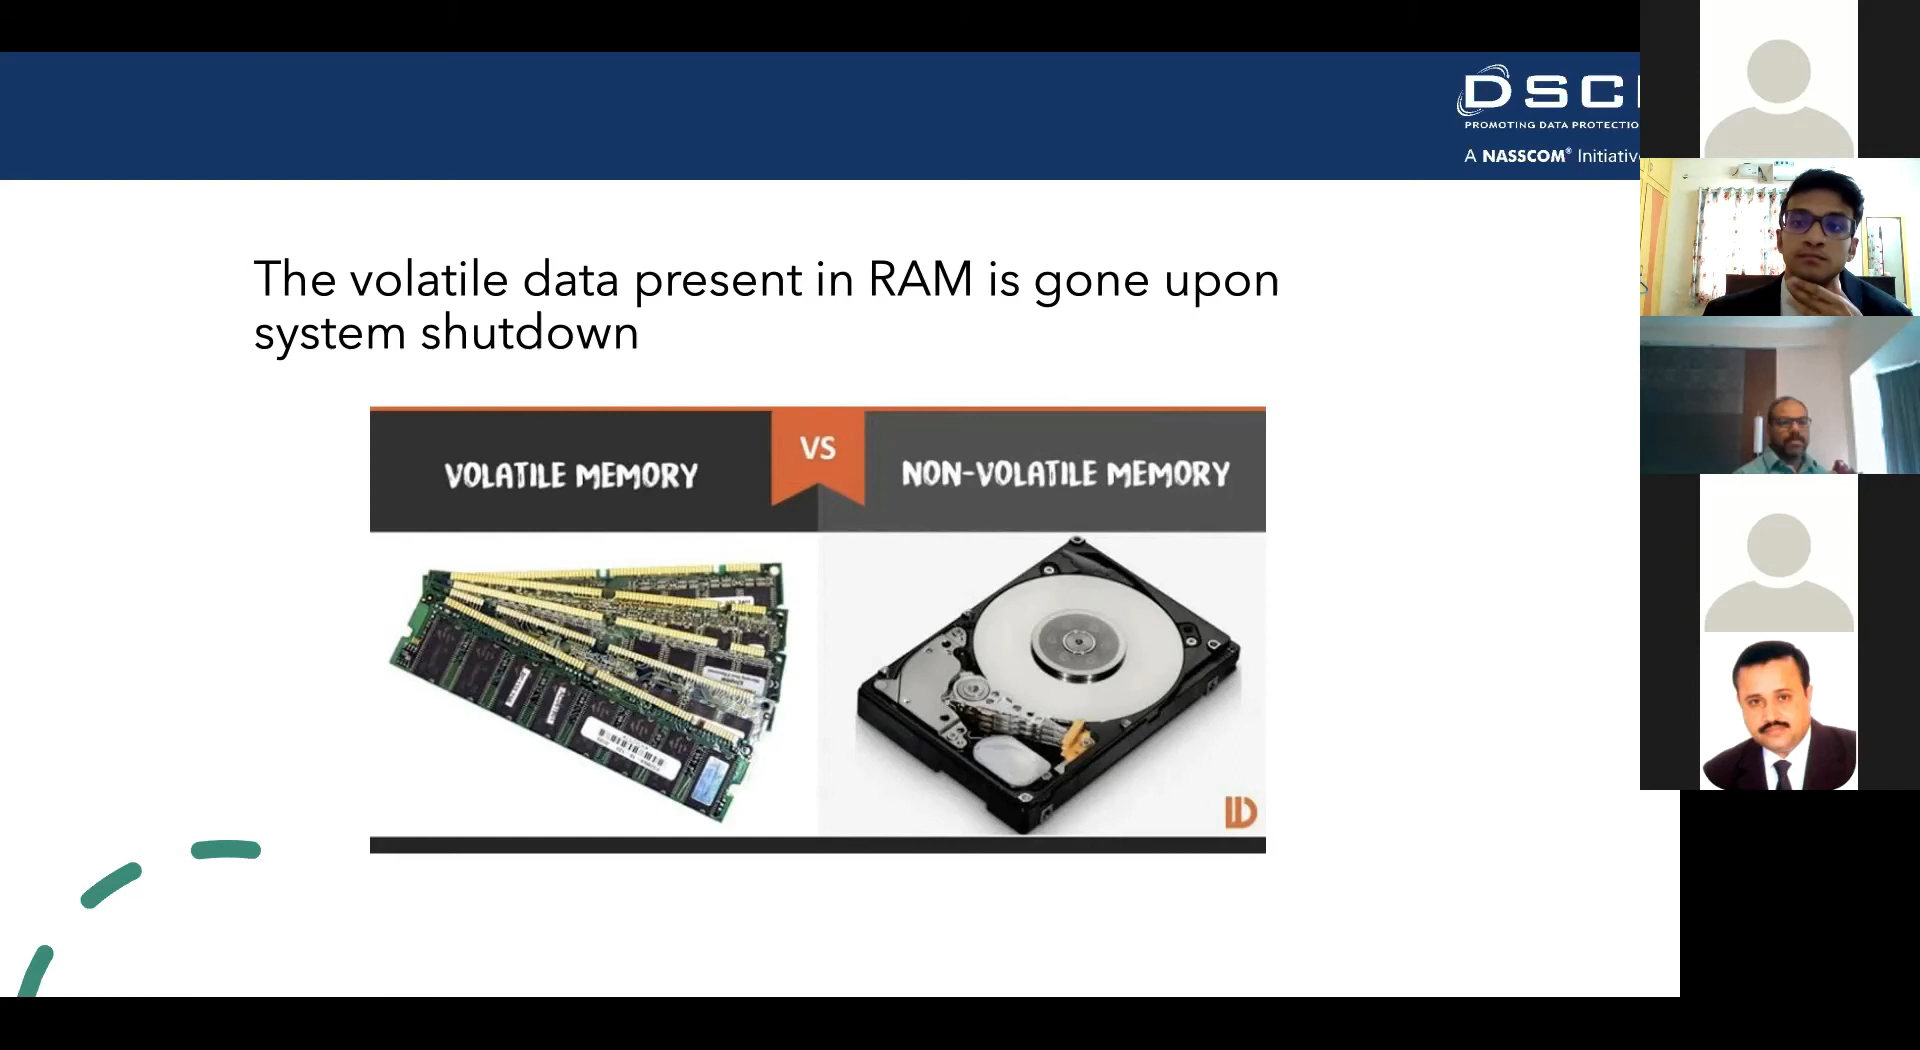 DSC
PROMOTING DATA PROTECTIO
A NASSCOM® Initiativ
The volatile data present in RAM is gone upon
system shutdown
VS
VOLATILE MEMORY
NON-VOLATILE MEMORY